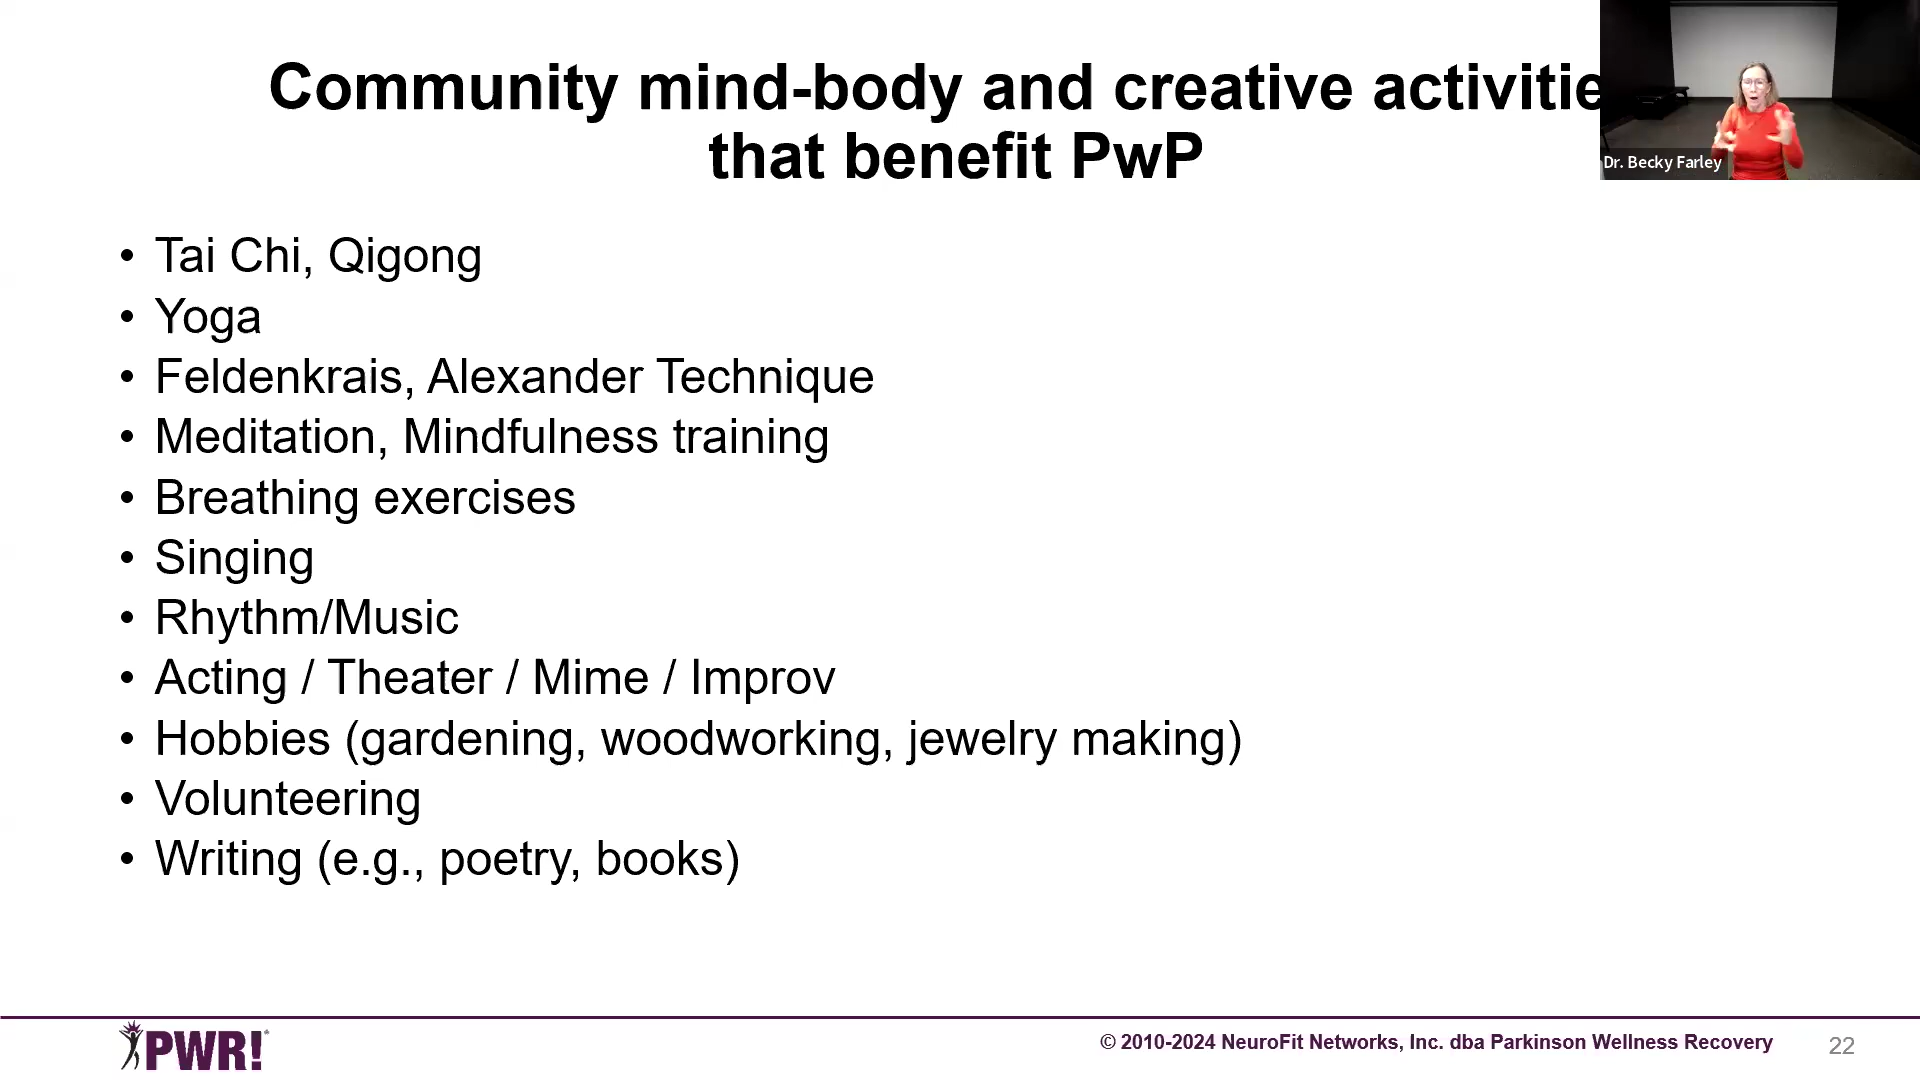 Community mind-body and creative activitie
that benefit PwP
Dr. Becky Farley
• Tai Chi, Qigong
• Yoga
• Feldenkrais, Alexander Technique
• Meditation, Mindfulness training
• Breathing exercises
• Singing
• Rhythm/Music
• Acting / Theater / Mime / Improv
• Hobbies (gardening, woodworking, jewelry making)
• Volunteering
• Writing (e.g., poetry, books)
PWR!®
© 2010-2024 NeuroFit Networks, Inc. dba Parkinson Wellness Recovery
22